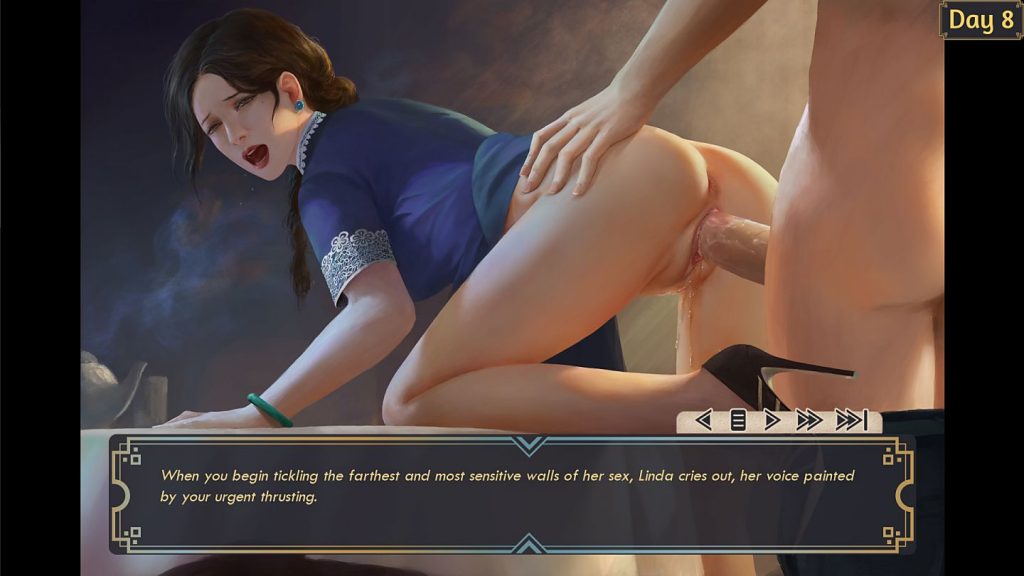 Day 8
When you begin tickling the farthest and most sensitive walls of her sex, Linda cries out, her voice painted
by your urgent thrusting.